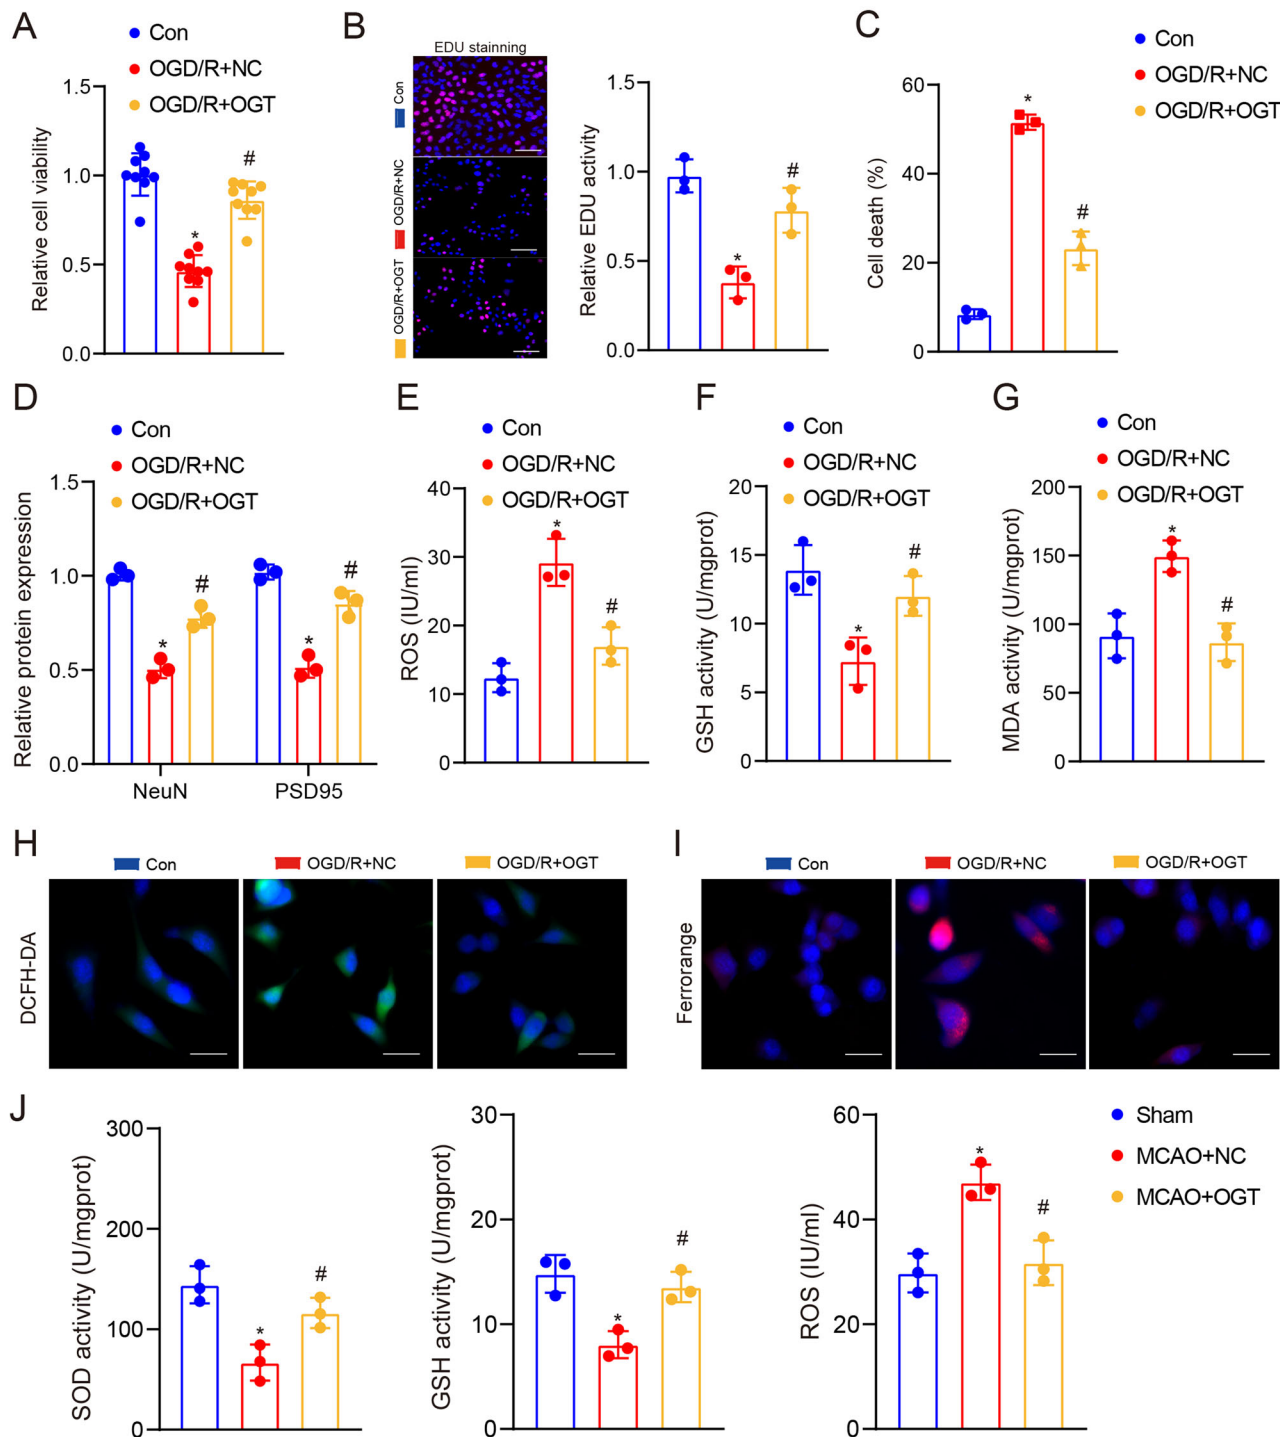 A
Con
OGD/R+NC
OGD/R+OGT
Relative cell viability
1.5
1.0
0.5
0.0
*
#
B
EDU stainning
Con
OGD/R+NC
OGD/R+OGT
Relative EDU activity
1.5
1.0
0.5
0.0
*
#
C
Con
OGD/R+NC
OGD/R+OGT
Cell death (%)
60
40
20
0
*
#
D
Con
OGD/R+NC
OGD/R+OGT
Relative protein expression
1.5
1.0
0.5
0.0
*
#
*
#
NeuN
PSD95
E
Con
OGD/R+NC
OGD/R+OGT
ROS (IU/ml)
40
30
20
10
0
*
#
F
Con
OGD/R+NC
OGD/R+OGT
GSH activity (U/mgprot)
20
15
10
5
0
*
#
G
Con
OGD/R+NC
OGD/R+OGT
MDA activity (U/mgprot)
200
150
100
50
0
*
#
H
Con
OGD/R+NC
OGD/R+OGT
DCFH-DA
I
Con
OGD/R+NC
OGD/R+OGT
Ferrorange
J
SOD activity (U/mgprot)
300
200
100
0
*
#
GSH activity (U/mgprot)
30
20
10
0
*
#
ROS (IU/ml)
60
40
20
0
*
#
Sham
MCAO+NC
MCAO+OGT